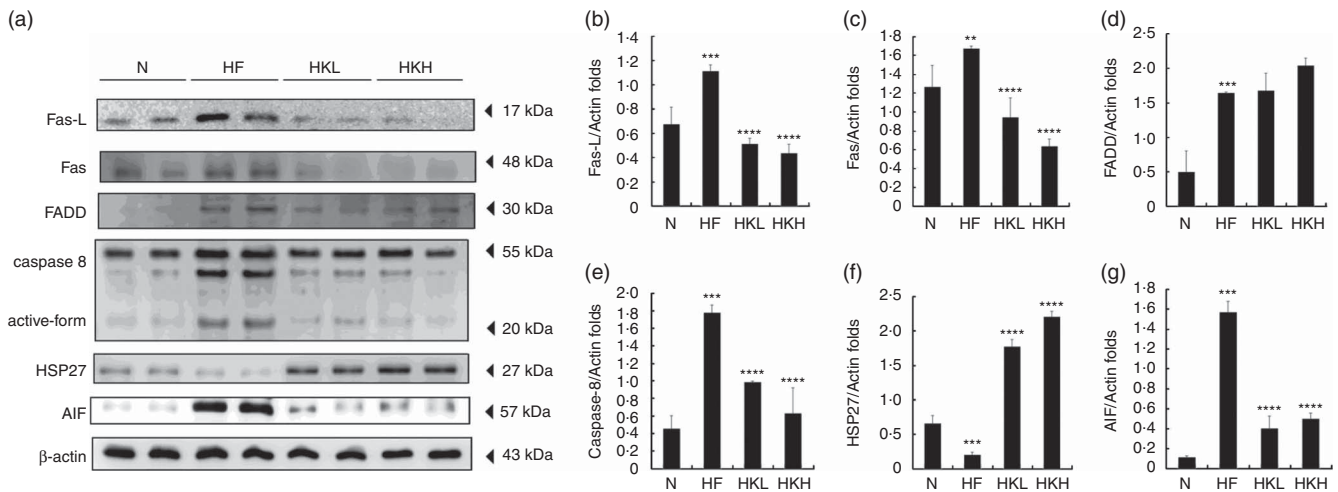 (a)
N HF HKL HKH
Fas-L 17 kDa
Fas 48 kDa
FADD 30 kDa
caspase 8 55 kDa
active-form 20 kDa
HSP27 27 kDa
AIF 57 kDa
β-actin 43 kDa
(b)
Fas-L/Actin folds
1·4
1·2
1·0
0·8
0·6
0·4
0·2
0·0
***
****
****
N HF HKL HKH
(c)
Fas/Actin folds
1·8
1·6
1·4
1·2
1·0
0·8
0·6
0·4
0·2
0·0
**
****
****
N HF HKL HKH
(d)
FADD/Actin folds
2·5
2·0
1·5
1·0
0·5
0·0
***
N HF HKL HKH
(e)
Caspase-8/Actin folds
2·0
1·8
1·6
1·4
1·2
1·0
0·8
0·6
0·4
0·2
0·0
***
****
****
N HF HKL HKH
(f)
HSP27/Actin folds
2·5
2·0
1·5
1·0
0·5
0·0
***
****
****
N HF HKL HKH
(g)
AIF/Actin folds
1·8
1·6
1·4
1·2
1·0
0·8
0·6
0·4
0·2
0·0
***
****
****
N HF HKL HKH